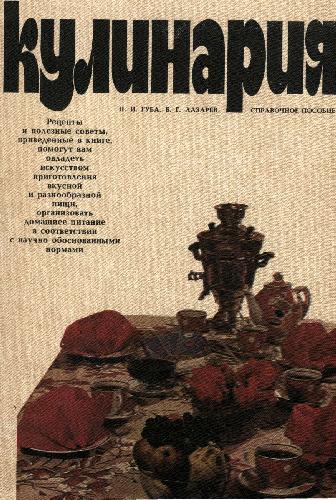 кулинария
Н. И. ГУБА, Б. Г. ЛАЗАРЕВ. СПРАВОЧНОЕ ПОСОБИЕ
Рецепты
и полезные советы,
приведенные в книге,
помогут вам
овладеть
искусством
приготовления
вкусной
и разнообразной
пищи,
организовать
домашнее питание
в соответствии
с научно обоснованными
нормами